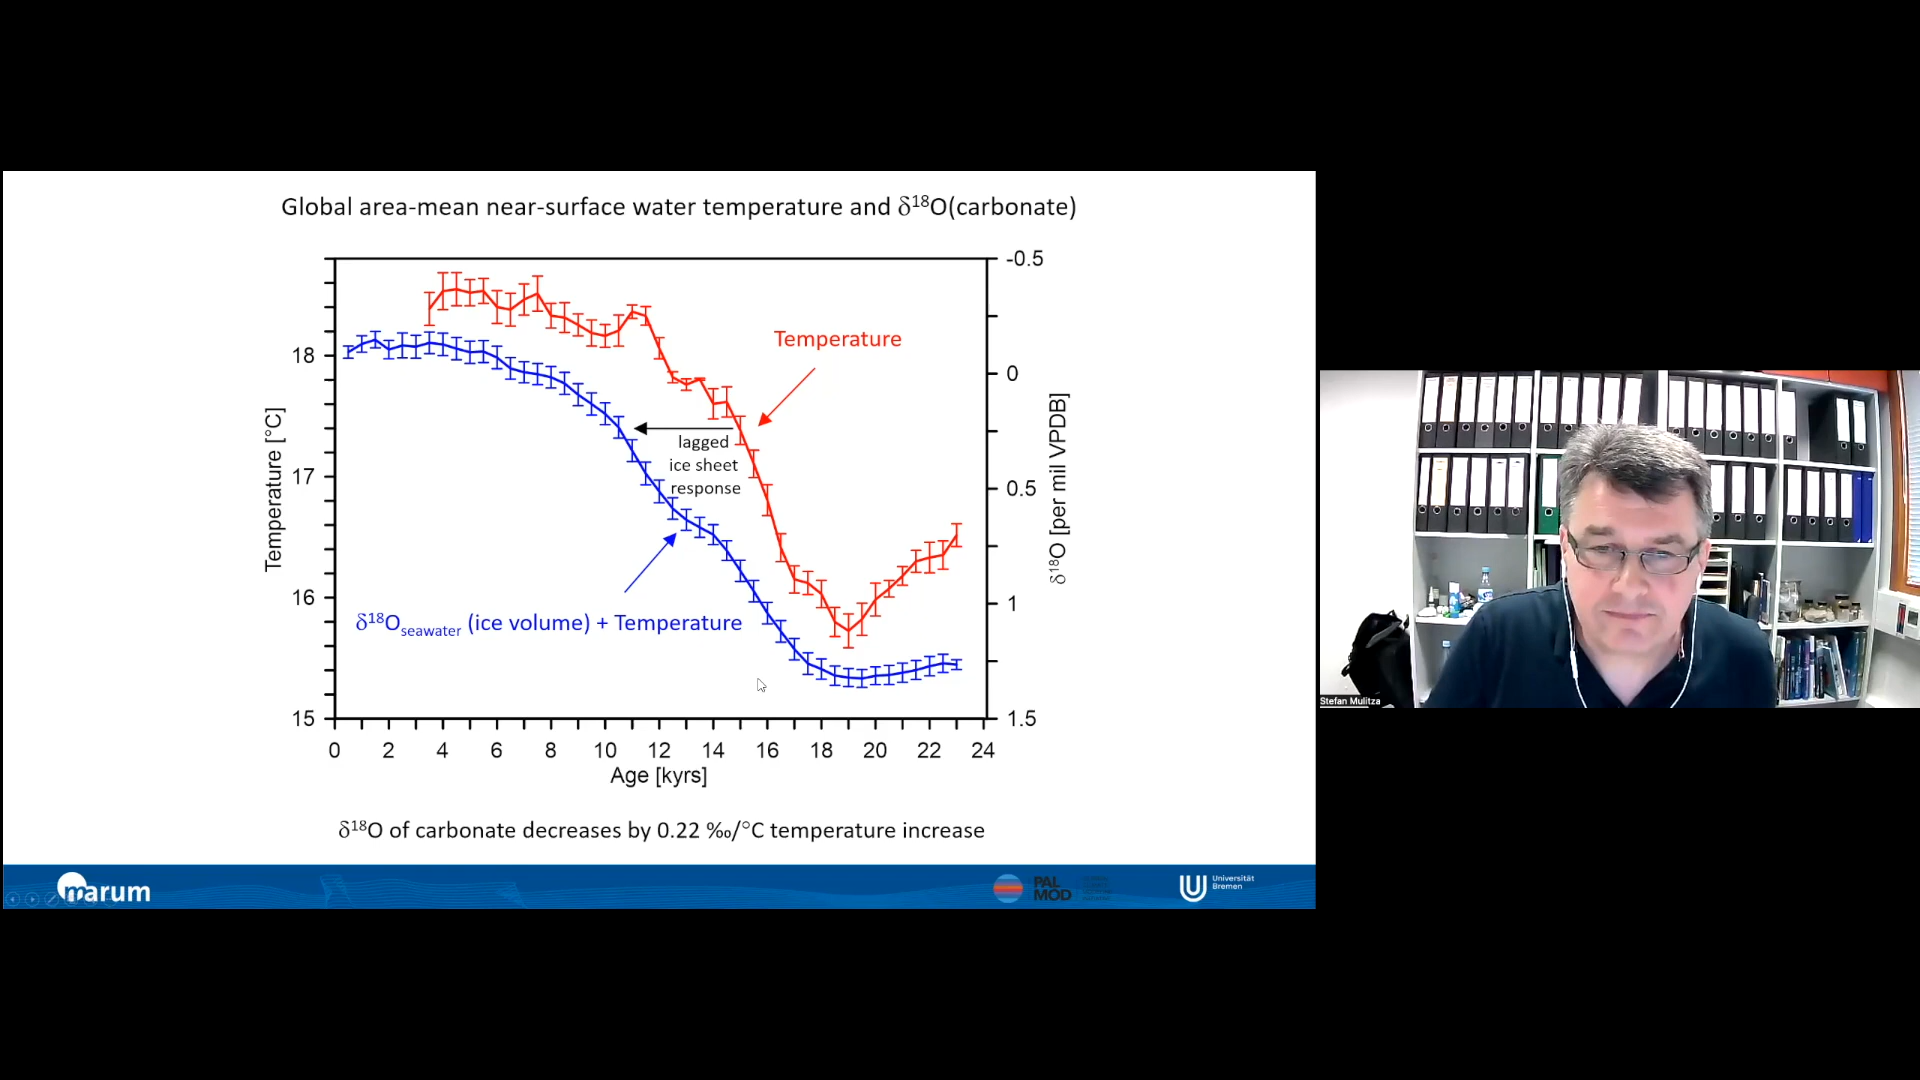 Global area-mean near-surface water temperature and δ¹⁸O(carbonate)
Temperature [°C]
18
17
16
15
-0.5
0
0.5
1
1.5
δ¹⁸O [per mil VPDB]
Temperature
lagged
ice sheet
response
δ¹⁸Oseawater (ice volume) + Temperature
0 2 4 6 8 10 12 14 16 18 20 22 24
Age [kyrs]
δ¹⁸O of carbonate decreases by 0.22 ‰/°C temperature increase
marum
PAL
MOD
Universität
Bremen
Stefan Mulitza